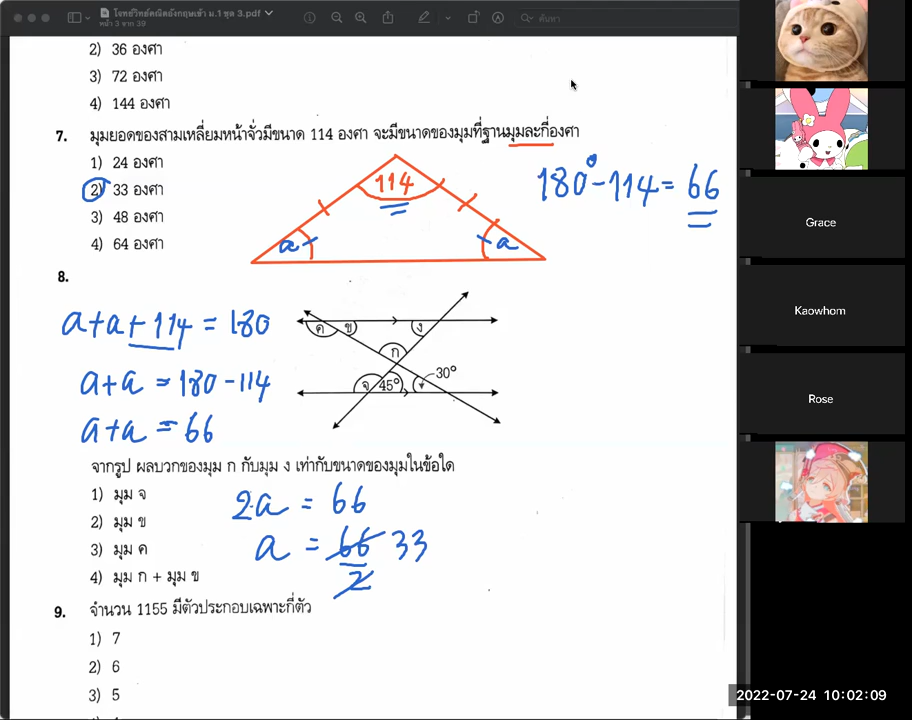 โจทย์วิทย์คณิตอังกฤษเข้า ม.1 ชุด 3.pdf
หน้า 3 จาก 39
ค้นหา
2) 36 องศา
3) 72 องศา
4) 144 องศา
7. มุมยอดของสามเหลี่ยมหน้าจั่วมีขนาด 114 องศา จะมีขนาดของมุมที่ฐานมุมละกี่องศา
1) 24 องศา
2) 33 องศา
3) 48 องศา
4) 64 องศา
114
a a
180° - 114 = 66
8.
a + a + 114 = 180
a + a = 180 - 114
a + a = 66
ค ข ง
ก
จ 45° 30°
จากรูป ผลบวกของมุม ก กับมุม ง เท่ากับขนาดของมุมในข้อใด
1) มุม จ
2) มุม ข
3) มุม ค
4) มุม ก + มุม ข
2a = 66
a = 66 33
2
9. จำนวน 1155 มีตัวประกอบเฉพาะกี่ตัว
1) 7
2) 6
3) 5
Grace
Kaowhom
Rose
2022-07-24 10:02:09